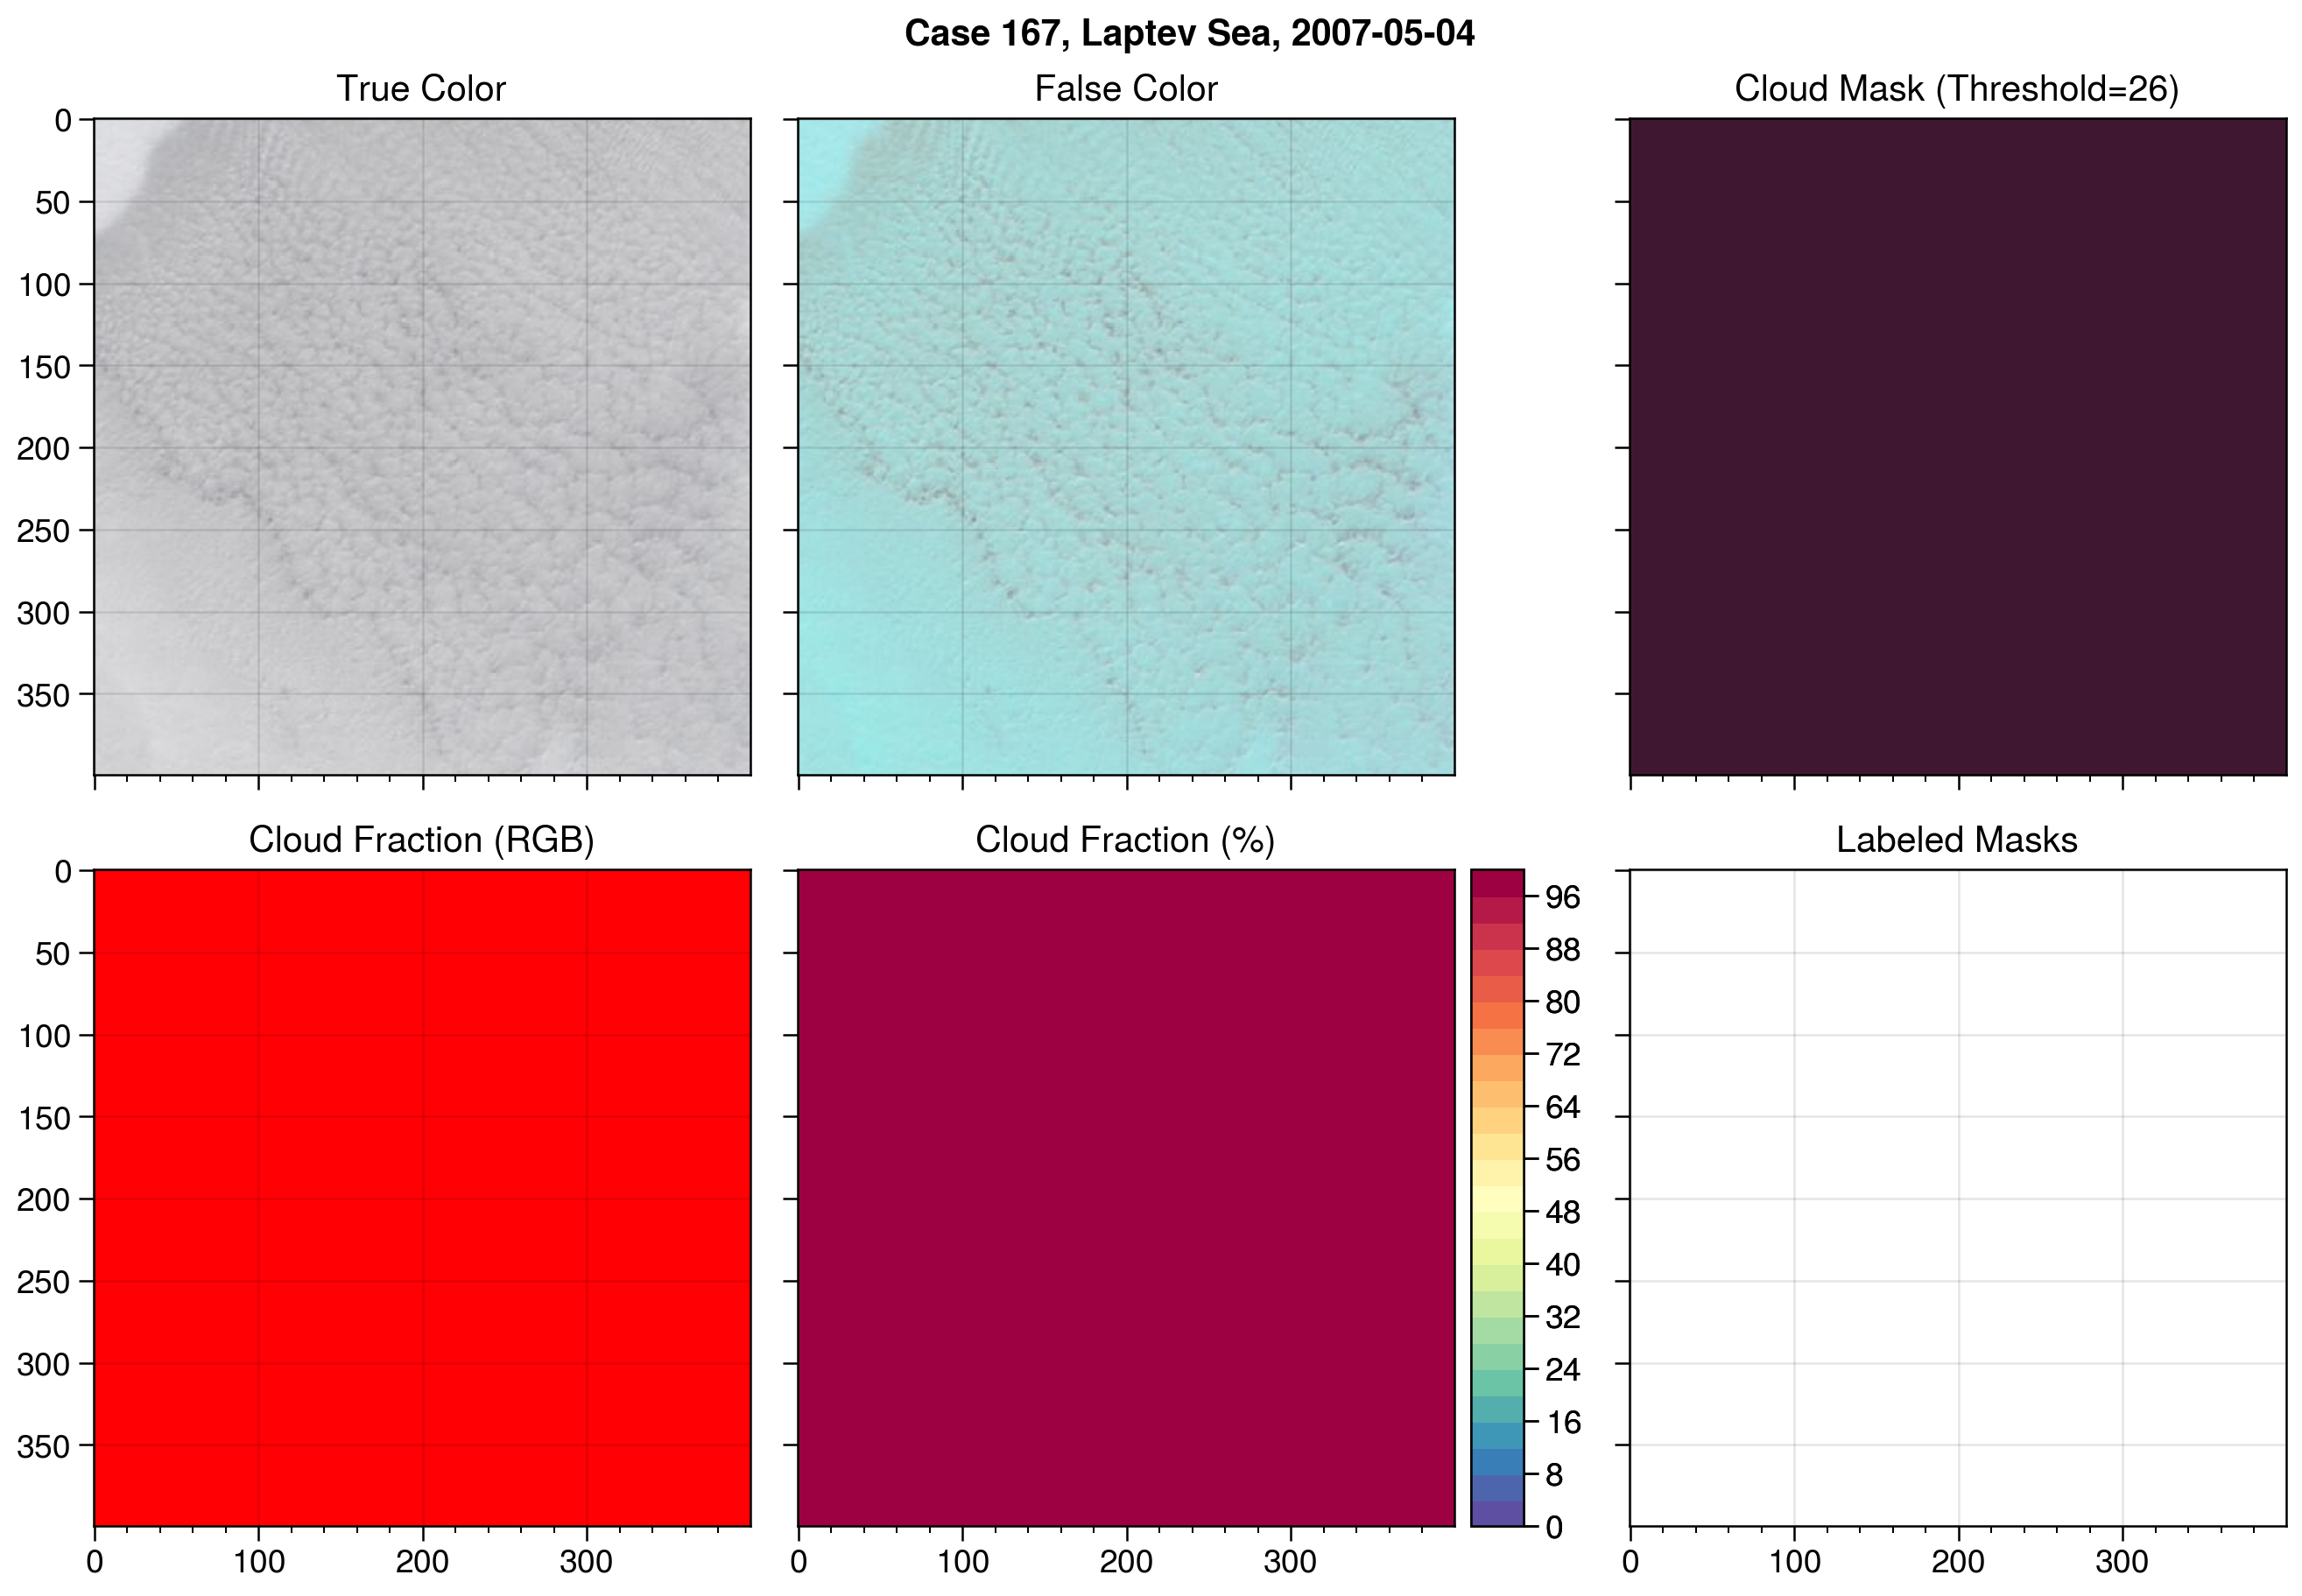 Case 167, Laptev Sea, 2007-05-04
True Color
False Color
Cloud Mask (Threshold=26)
0
50
100
150
200
250
300
350
Cloud Fraction (RGB)
Cloud Fraction (%)
Labeled Masks
0
50
100
150
200
250
300
350
96
88
80
72
64
56
48
40
32
24
16
8
0
0 100 200 300
0 100 200 300
0 100 200 300